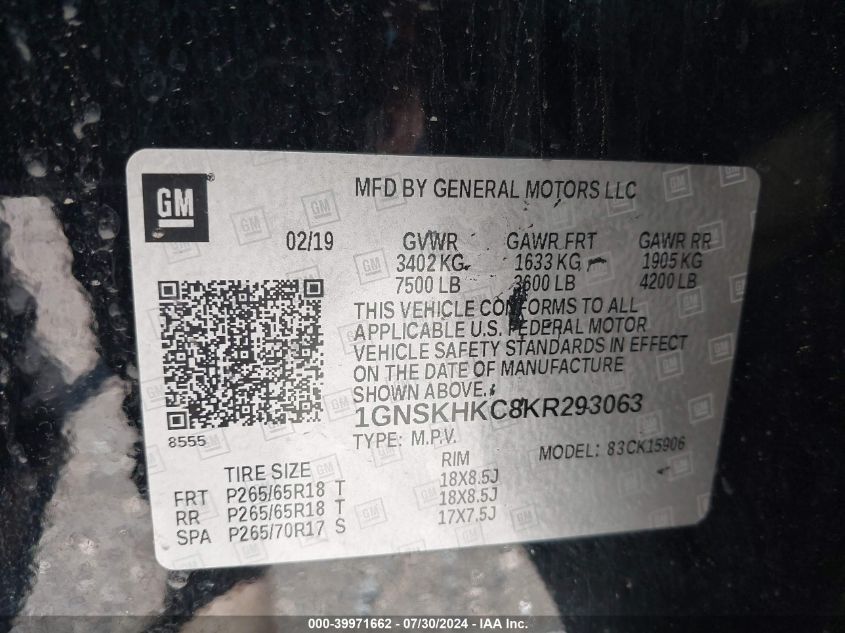 GM
MFD BY GENERAL MOTORS LLC
02/19 GVWR GAWR FRT GAWR RR
3402 KG 1633 KG 1905 KG
7500 LB 3600 LB 4200 LB
THIS VEHICLE CONFORMS TO ALL
APPLICABLE U.S. FEDERAL MOTOR
VEHICLE SAFETY STANDARDS IN EFFECT
ON THE DATE OF MANUFACTURE
SHOWN ABOVE.
8555
1GNSKHKC8KR293063
TYPE: M.P.V. MODEL: 83CK15906
TIRE SIZE RIM
FRT P265/65R18 T 18X8.5J
RR P265/65R18 T 18X8.5J
SPA P265/70R17 S 17X7.5J
000-39971662 - 07/30/2024 - IAA Inc.